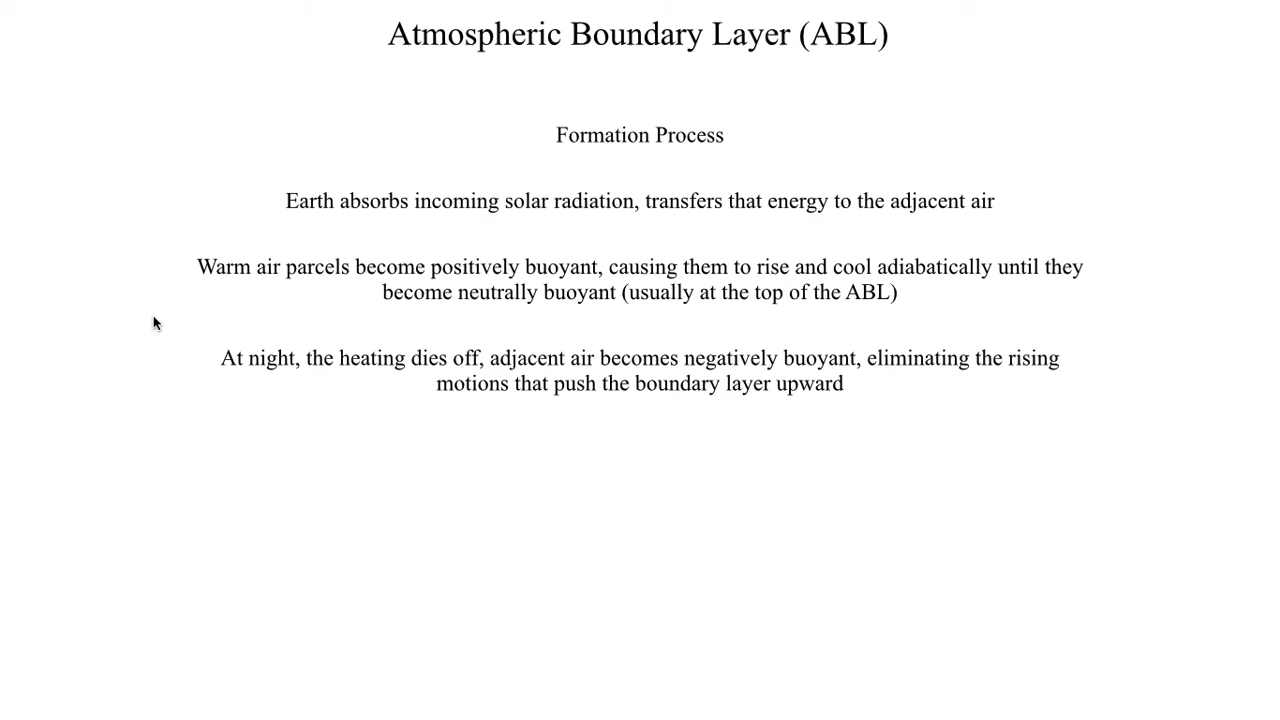 Atmospheric Boundary Layer (ABL)
Formation Process
Earth absorbs incoming solar radiation, transfers that energy to the adjacent air
Warm air parcels become positively buoyant, causing them to rise and cool adiabatically until they
become neutrally buoyant (usually at the top of the ABL)
At night, the heating dies off, adjacent air becomes negatively buoyant, eliminating the rising
motions that push the boundary layer upward